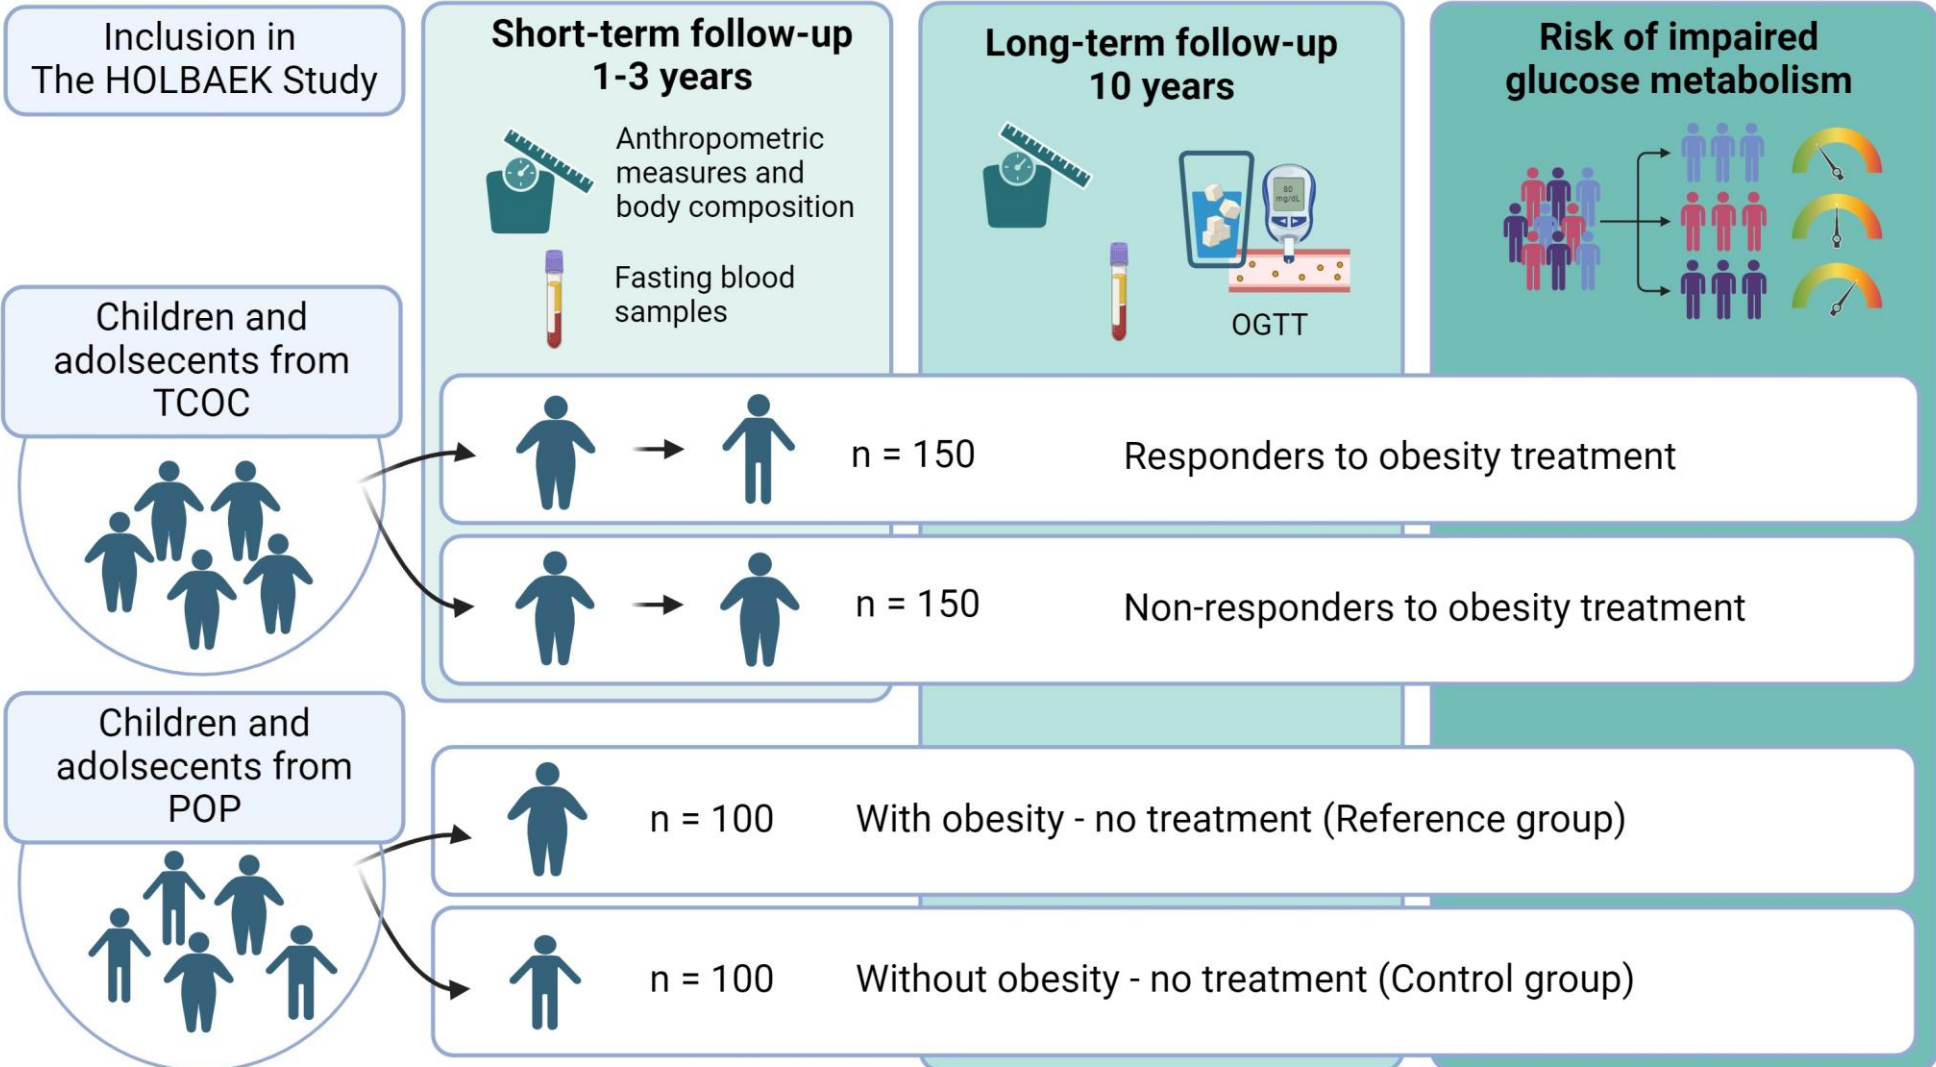 Inclusion in
The HOLBAEK Study
Short-term follow-up
1-3 years
Anthropometric
measures and
body composition
Fasting blood
samples
Long-term follow-up
10 years
80
mg/dL
OGTT
Risk of impaired
glucose metabolism
Children and
adolsecents from
TCOC
n = 150
Responders to obesity treatment
n = 150
Non-responders to obesity treatment
Children and
adolsecents from
POP
n = 100
With obesity - no treatment (Reference group)
n = 100
Without obesity - no treatment (Control group)